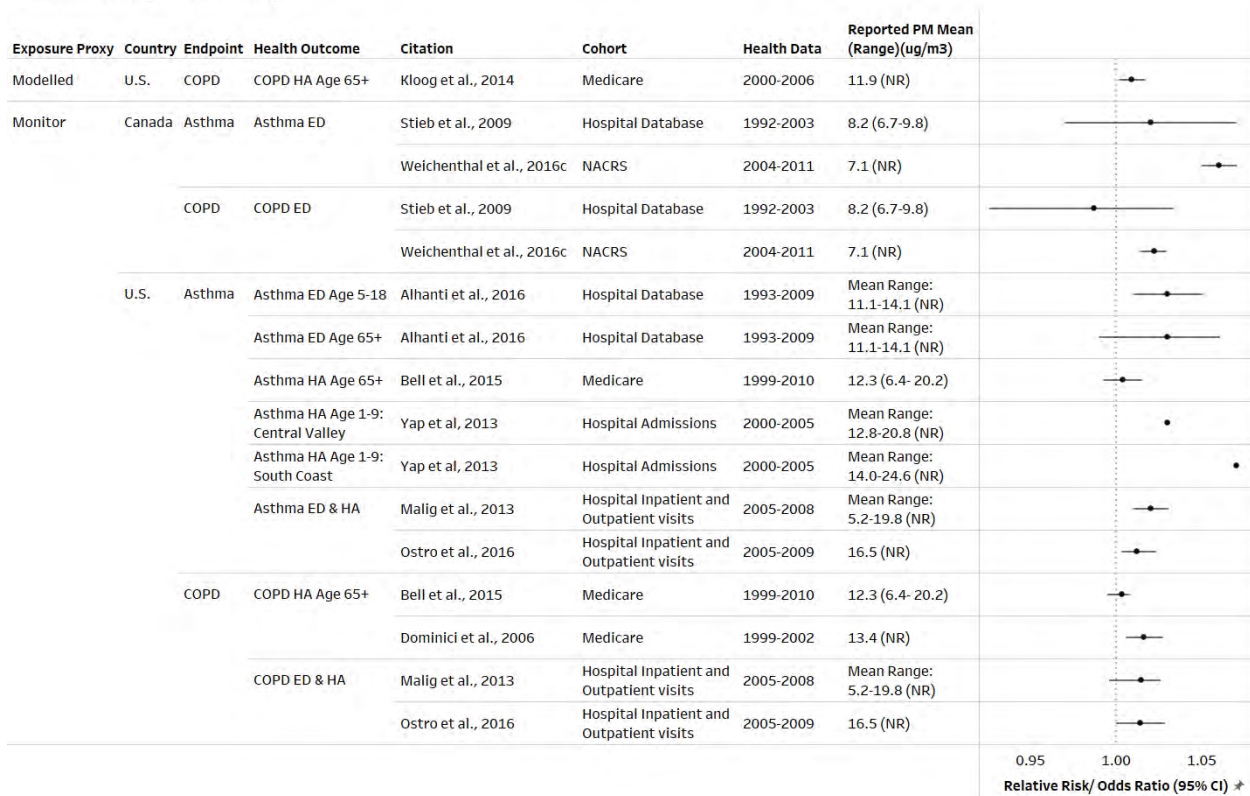 Reported PM Mean
Exposure Proxy Country Endpoint Health Outcome Citation Cohort Health Data (Range)(ug/m3)
Modelled U.S. COPD COPD HA Age 65+ Kloog et al., 2014 Medicare 2000-2006 11.9 (NR)
Monitor Canada Asthma Asthma ED Stieb et al., 2009 Hospital Database 1992-2003 8.2 (6.7-9.8)
Weichenthal et al., 2016c NACRS 2004-2011 7.1 (NR)
COPD COPD ED Stieb et al., 2009 Hospital Database 1992-2003 8.2 (6.7-9.8)
Weichenthal et al., 2016c NACRS 2004-2011 7.1 (NR)
U.S. Asthma Asthma ED Age 5-18 Alhanti et al., 2016 Hospital Database 1993-2009 Mean Range:
11.1-14.1 (NR)
Asthma ED Age 65+ Alhanti et al., 2016 Hospital Database 1993-2009 Mean Range:
11.1-14.1 (NR)
Asthma HA Age 65+ Bell et al., 2015 Medicare 1999-2010 12.3 (6.4- 20.2)
Asthma HA Age 1-9: Yap et al, 2013 Hospital Admissions 2000-2005 Mean Range:
Central Valley 12.8-20.8 (NR)
Asthma HA Age 1-9: Yap et al, 2013 Hospital Admissions 2000-2005 Mean Range:
South Coast 14.0-24.6 (NR)
Asthma ED & HA Malig et al., 2013 Hospital Inpatient and 2005-2008 Mean Range:
Outpatient visits 5.2-19.8 (NR)
Ostro et al., 2016 Hospital Inpatient and 2005-2009 16.5 (NR)
Outpatient visits
COPD COPD HA Age 65+ Bell et al., 2015 Medicare 1999-2010 12.3 (6.4- 20.2)
Dominici et al., 2006 Medicare 1999-2002 13.4 (NR)
COPD ED & HA Malig et al., 2013 Hospital Inpatient and 2005-2008 Mean Range:
Outpatient visits 5.2-19.8 (NR)
Ostro et al., 2016 Hospital Inpatient and 2005-2009 16.5 (NR)
Outpatient visits
0.95 1.00 1.05
Relative Risk/ Odds Ratio (95% CI)